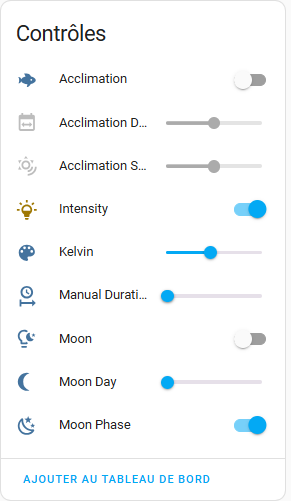 Contrôles
Acclimation
Acclimation D...
Acclimation S...
Intensity
Kelvin
Manual Durati...
Moon
Moon Day
Moon Phase
AJOUTER AU TABLEAU DE BORD